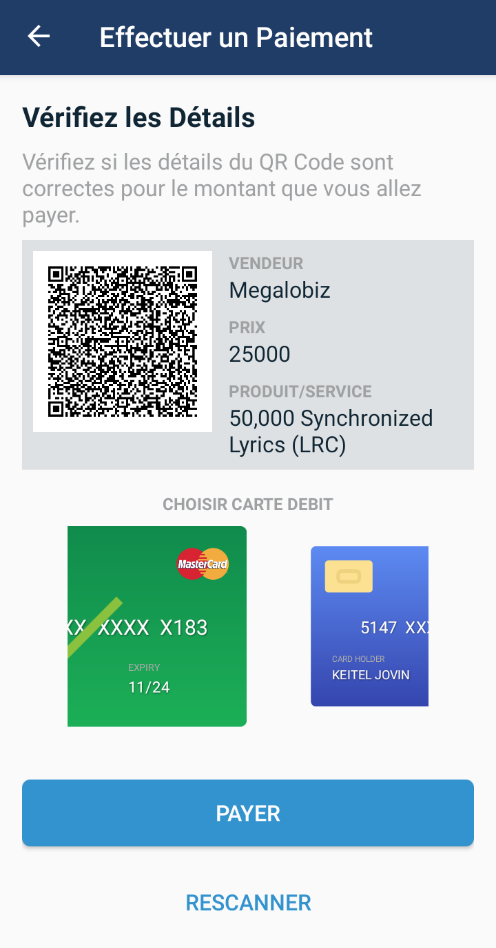 Effectuer un Paiement
Vérifiez les Détails
Vérifiez si les détails du QR Code sont
correctes pour le montant que vous allez
payer.
VENDEUR
Megalobiz
PRIX
25000
PRODUIT/SERVICE
50,000 Synchronized
Lyrics (LRC)
CHOISIR CARTE DEBIT
MasterCard
XX XXXX X183
EXPIRY
11/24
5147 XXX
CARD HOLDER
KEITEL JOVIN
PAYER
RESCANNER